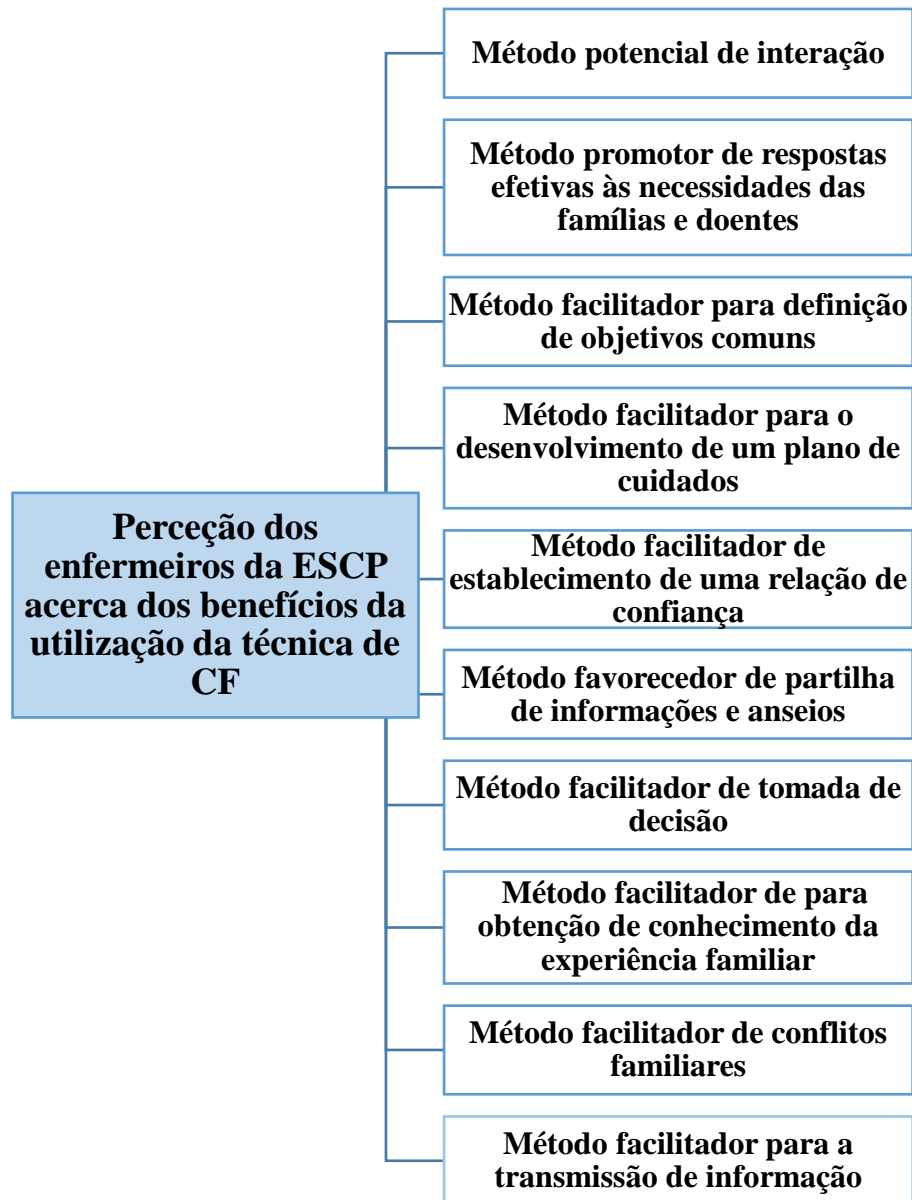 Método potencial de interação
Método promotor de respostas
efetivas às necessidades das
famílias e doentes
Método facilitador para definição
de objetivos comuns
Método facilitador para o
desenvolvimento de um plano de
cuidados
Perceção dos
enfermeiros da ESCP
acerca dos benefícios da
utilização da técnica de
CF
Método facilitador de
establecimento de uma relação de
confiança
Método favorecedor de partilha
de informações e anseios
Método facilitador de tomada de
decisão
Método facilitador de para
obtenção de conhecimento da
experiência familiar
Método facilitador de conflitos
familiares
Método facilitador para a
transmissão de informação